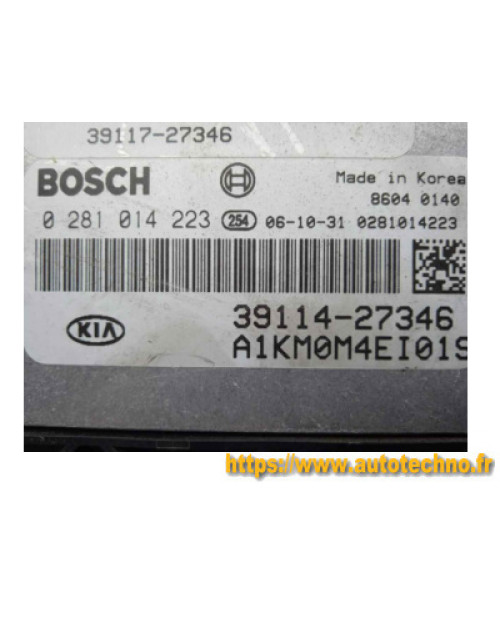 39117-27346
BOSCH
Made in Korea
8604 0140
0 281 014 223 254 06-10-31 0281014223
KIA
39114-27346
A1KM0M4EI01S
https://www.autotechno.fr